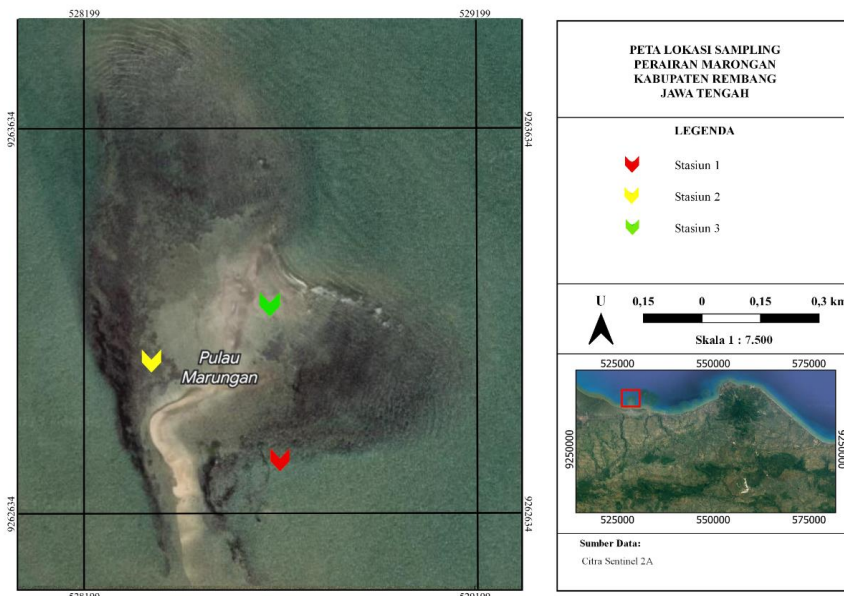 528199
529199
9263634
9263634
Pulau
Marungan
9262634
9262634
528199
529199
PETA LOKASI SAMPLING
PERAIRAN MARONGAN
KABUPATEN REMBANG
JAWA TENGAH
LEGENDA
Stasiun 1
Stasiun 2
Stasiun 3
U
0,15 0 0,15 0,3 km
Skala 1 : 7.500
525000 550000 575000
9250000
9250000
525000 550000 575000
Sumber Data:
Citra Sentinel 2A